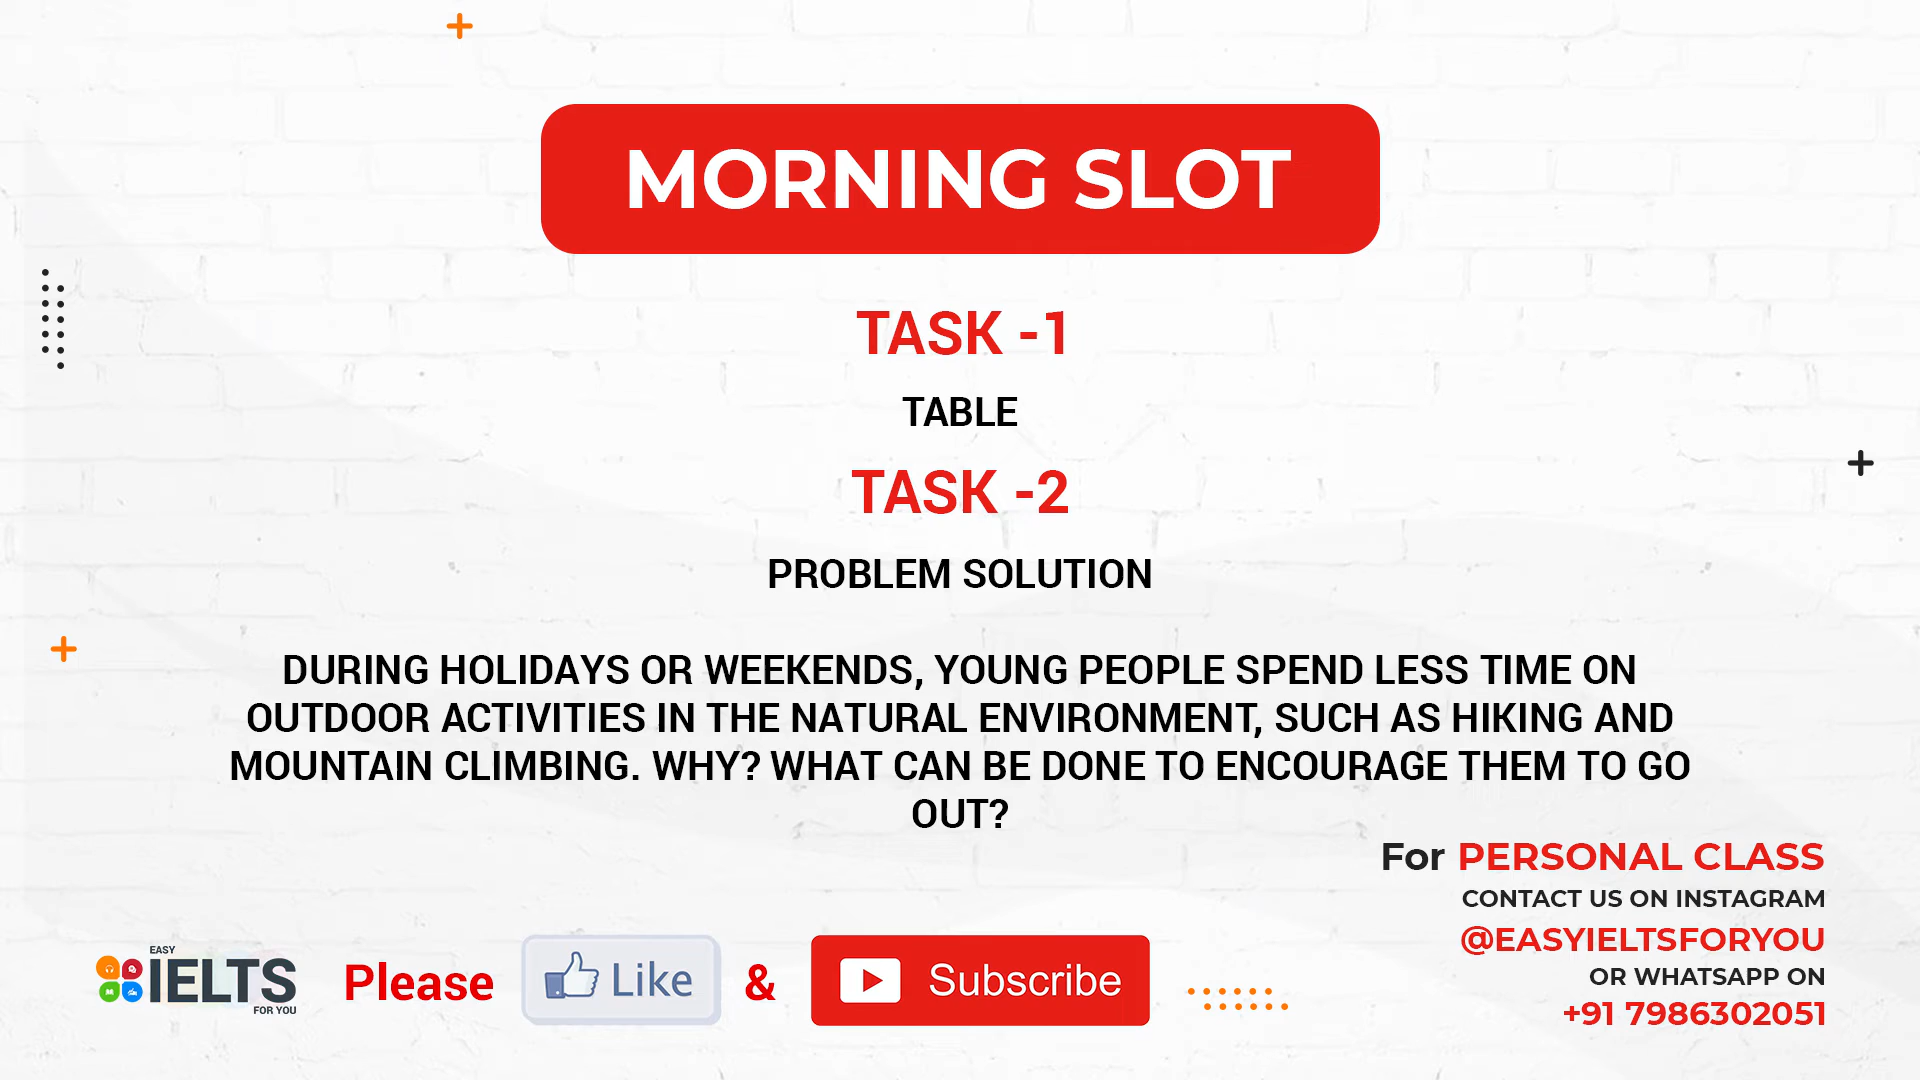 MORNING SLOT
TASK -1
TABLE
TASK -2
PROBLEM SOLUTION
DURING HOLIDAYS OR WEEKENDS, YOUNG PEOPLE SPEND LESS TIME ON
OUTDOOR ACTIVITIES IN THE NATURAL ENVIRONMENT, SUCH AS HIKING AND
MOUNTAIN CLIMBING. WHY? WHAT CAN BE DONE TO ENCOURAGE THEM TO GO
OUT?
For PERSONAL CLASS
CONTACT US ON INSTAGRAM
@EASYIELTSFORYOU
OR WHATSAPP ON
+91 7986302051
EASY
IELTS
FOR YOU
Please Like & Subscribe